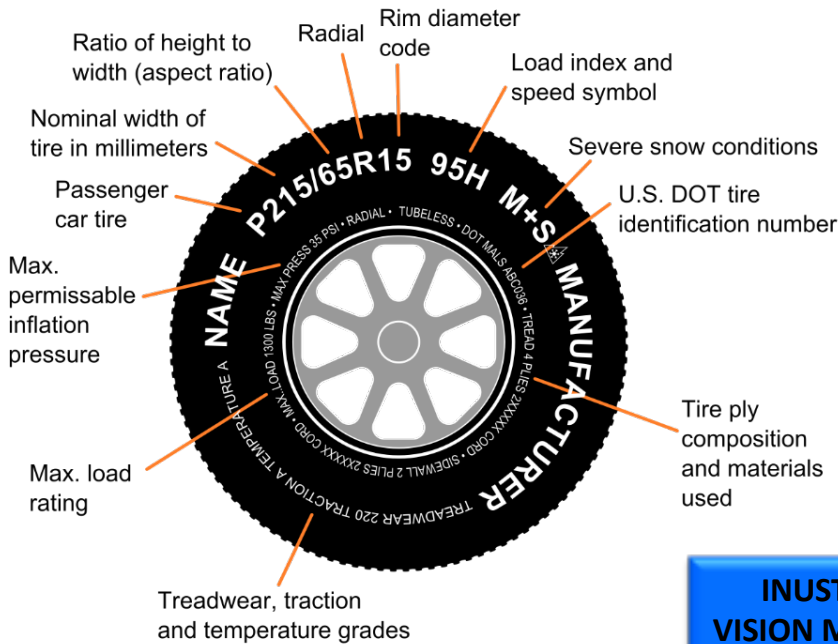 Ratio of height to
width (aspect ratio)
Radial
Rim diameter
code
Load index and
speed symbol
Nominal width of
tire in millimeters
Severe snow conditions
Passenger
car tire
U.S. DOT tire
identification number
Max.
permissable
inflation
pressure
Tire ply
composition
and materials
used
Max. load
rating
Treadwear, traction
and temperature grades
NAME P215/65R15 95H M+S MANUFACTURER
TREADWEAR 220 TRACTION A TEMPERATURE A
MAX.LOAD 1300 LBS • MAX PRESS 35 PSI • RADIAL • TUBELESS • DOT MALS ABC036 • TREAD 4 PLIES 2XXXXX CORD • SIDEWALL 2 PLIES 2XXXXX CORD •
INUST
VISION M